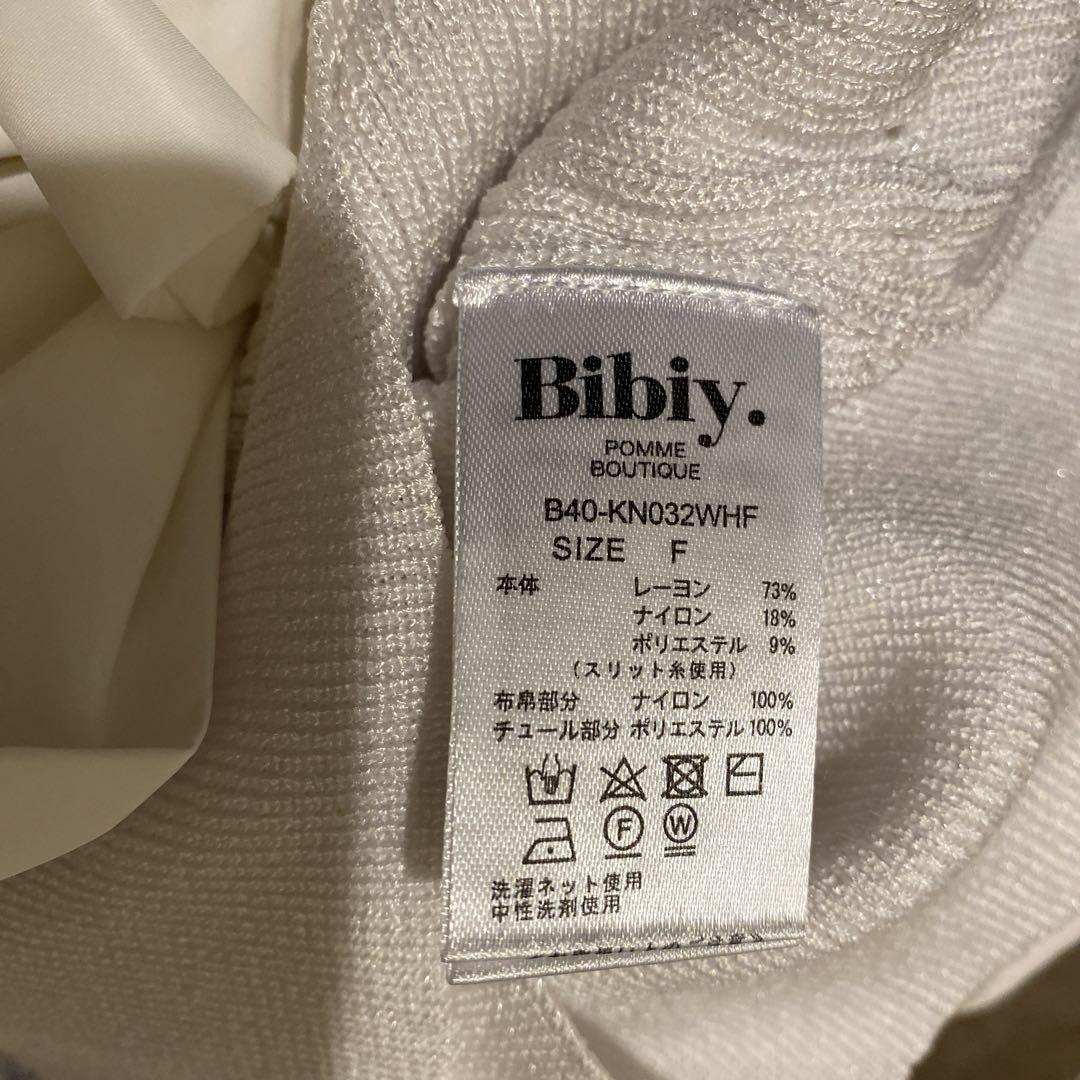 Bibiy.
POMME
BOUTIQUE
B40-KN032WHF
SIZE F
本体 レーヨン 73%
ナイロン 18%
ポリエステル 9%
(スリット糸使用)
布帛部分 ナイロン 100%
チュール部分 ポリエステル 100%
F W
洗濯ネット使用
中性洗剤使用